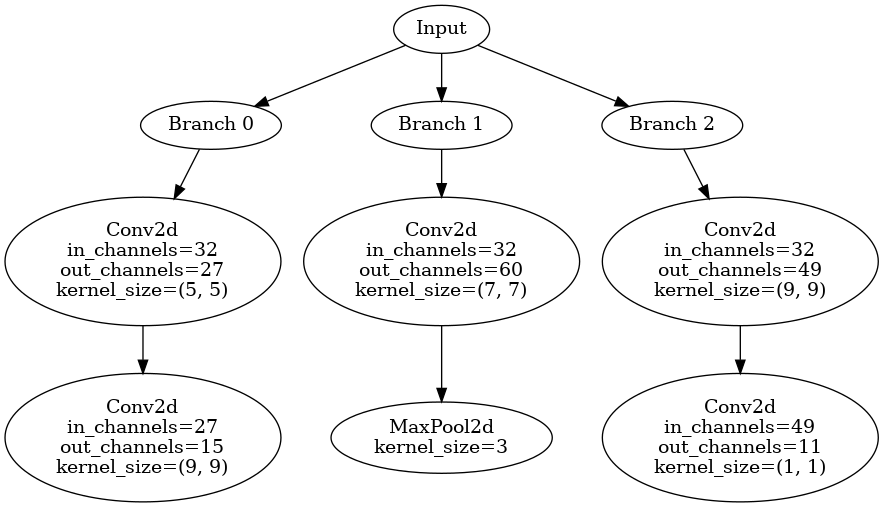 Input
Branch 0
Branch 1
Branch 2
Conv2d
in_channels=32
out_channels=27
kernel_size=(5, 5)
Conv2d
in_channels=32
out_channels=60
kernel_size=(7, 7)
Conv2d
in_channels=32
out_channels=49
kernel_size=(9, 9)
Conv2d
in_channels=27
out_channels=15
kernel_size=(9, 9)
MaxPool2d
kernel_size=3
Conv2d
in_channels=49
out_channels=11
kernel_size=(1, 1)